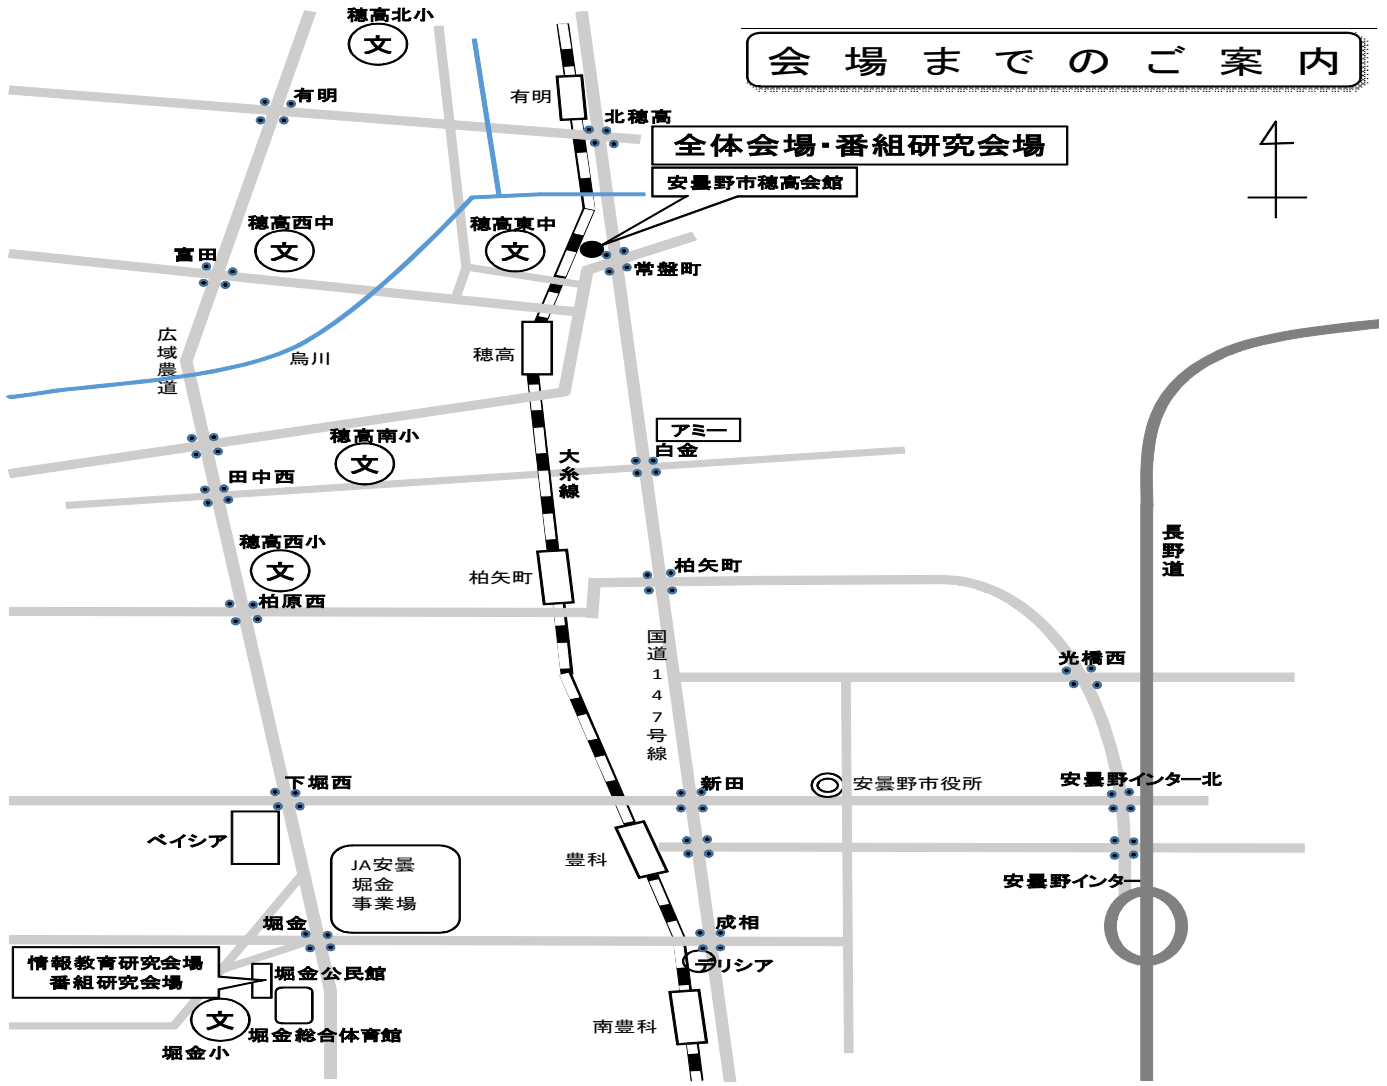 穂高北小
文
会場までのご案内
有明
有明
北穂高
全体会場・番組研究会場
安曇野市穂高会館
穂高西中
文
穂高東中
文
富田
常盤町
広域農道
烏川
穂高
アミー
白金
穂高南小
文
大糸線
田中西
長野道
穂高西小
文
柏矢町
柏矢町
柏原西
国道147号線
光橋西
下堀西
新田
安曇野市役所
安曇野インター北
ベイシア
豊科
JA安曇
堀金
事業場
安曇野インター
堀金
成相
デリシア
情報教育研究会場
番組研究会場
堀金公民館
文
南豊科
堀金総合体育館
堀金小